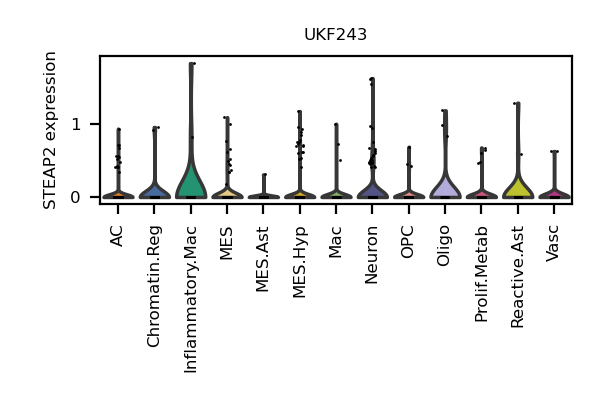 UKF243
STEAP2 expression
1
0
AC
Chromatin.Reg
Inflammatory.Mac
MES
MES.Ast
MES.Hyp
Mac
Neuron
OPC
Oligo
Prolif.Metab
Reactive.Ast
Vasc